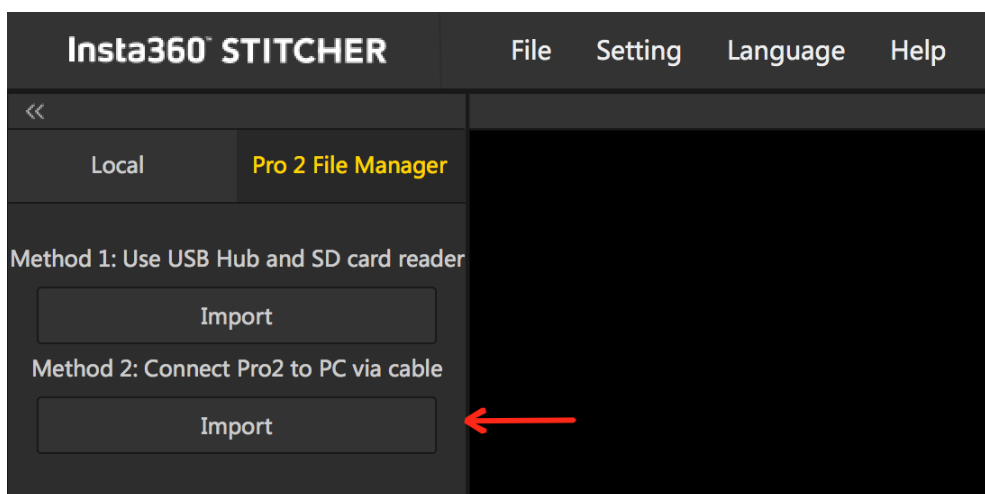 Insta360™ STITCHER File Setting Language Help
<<
Local Pro 2 File Manager
Method 1: Use USB Hub and SD card reader
Import
Method 2: Connect Pro2 to PC via cable
Import